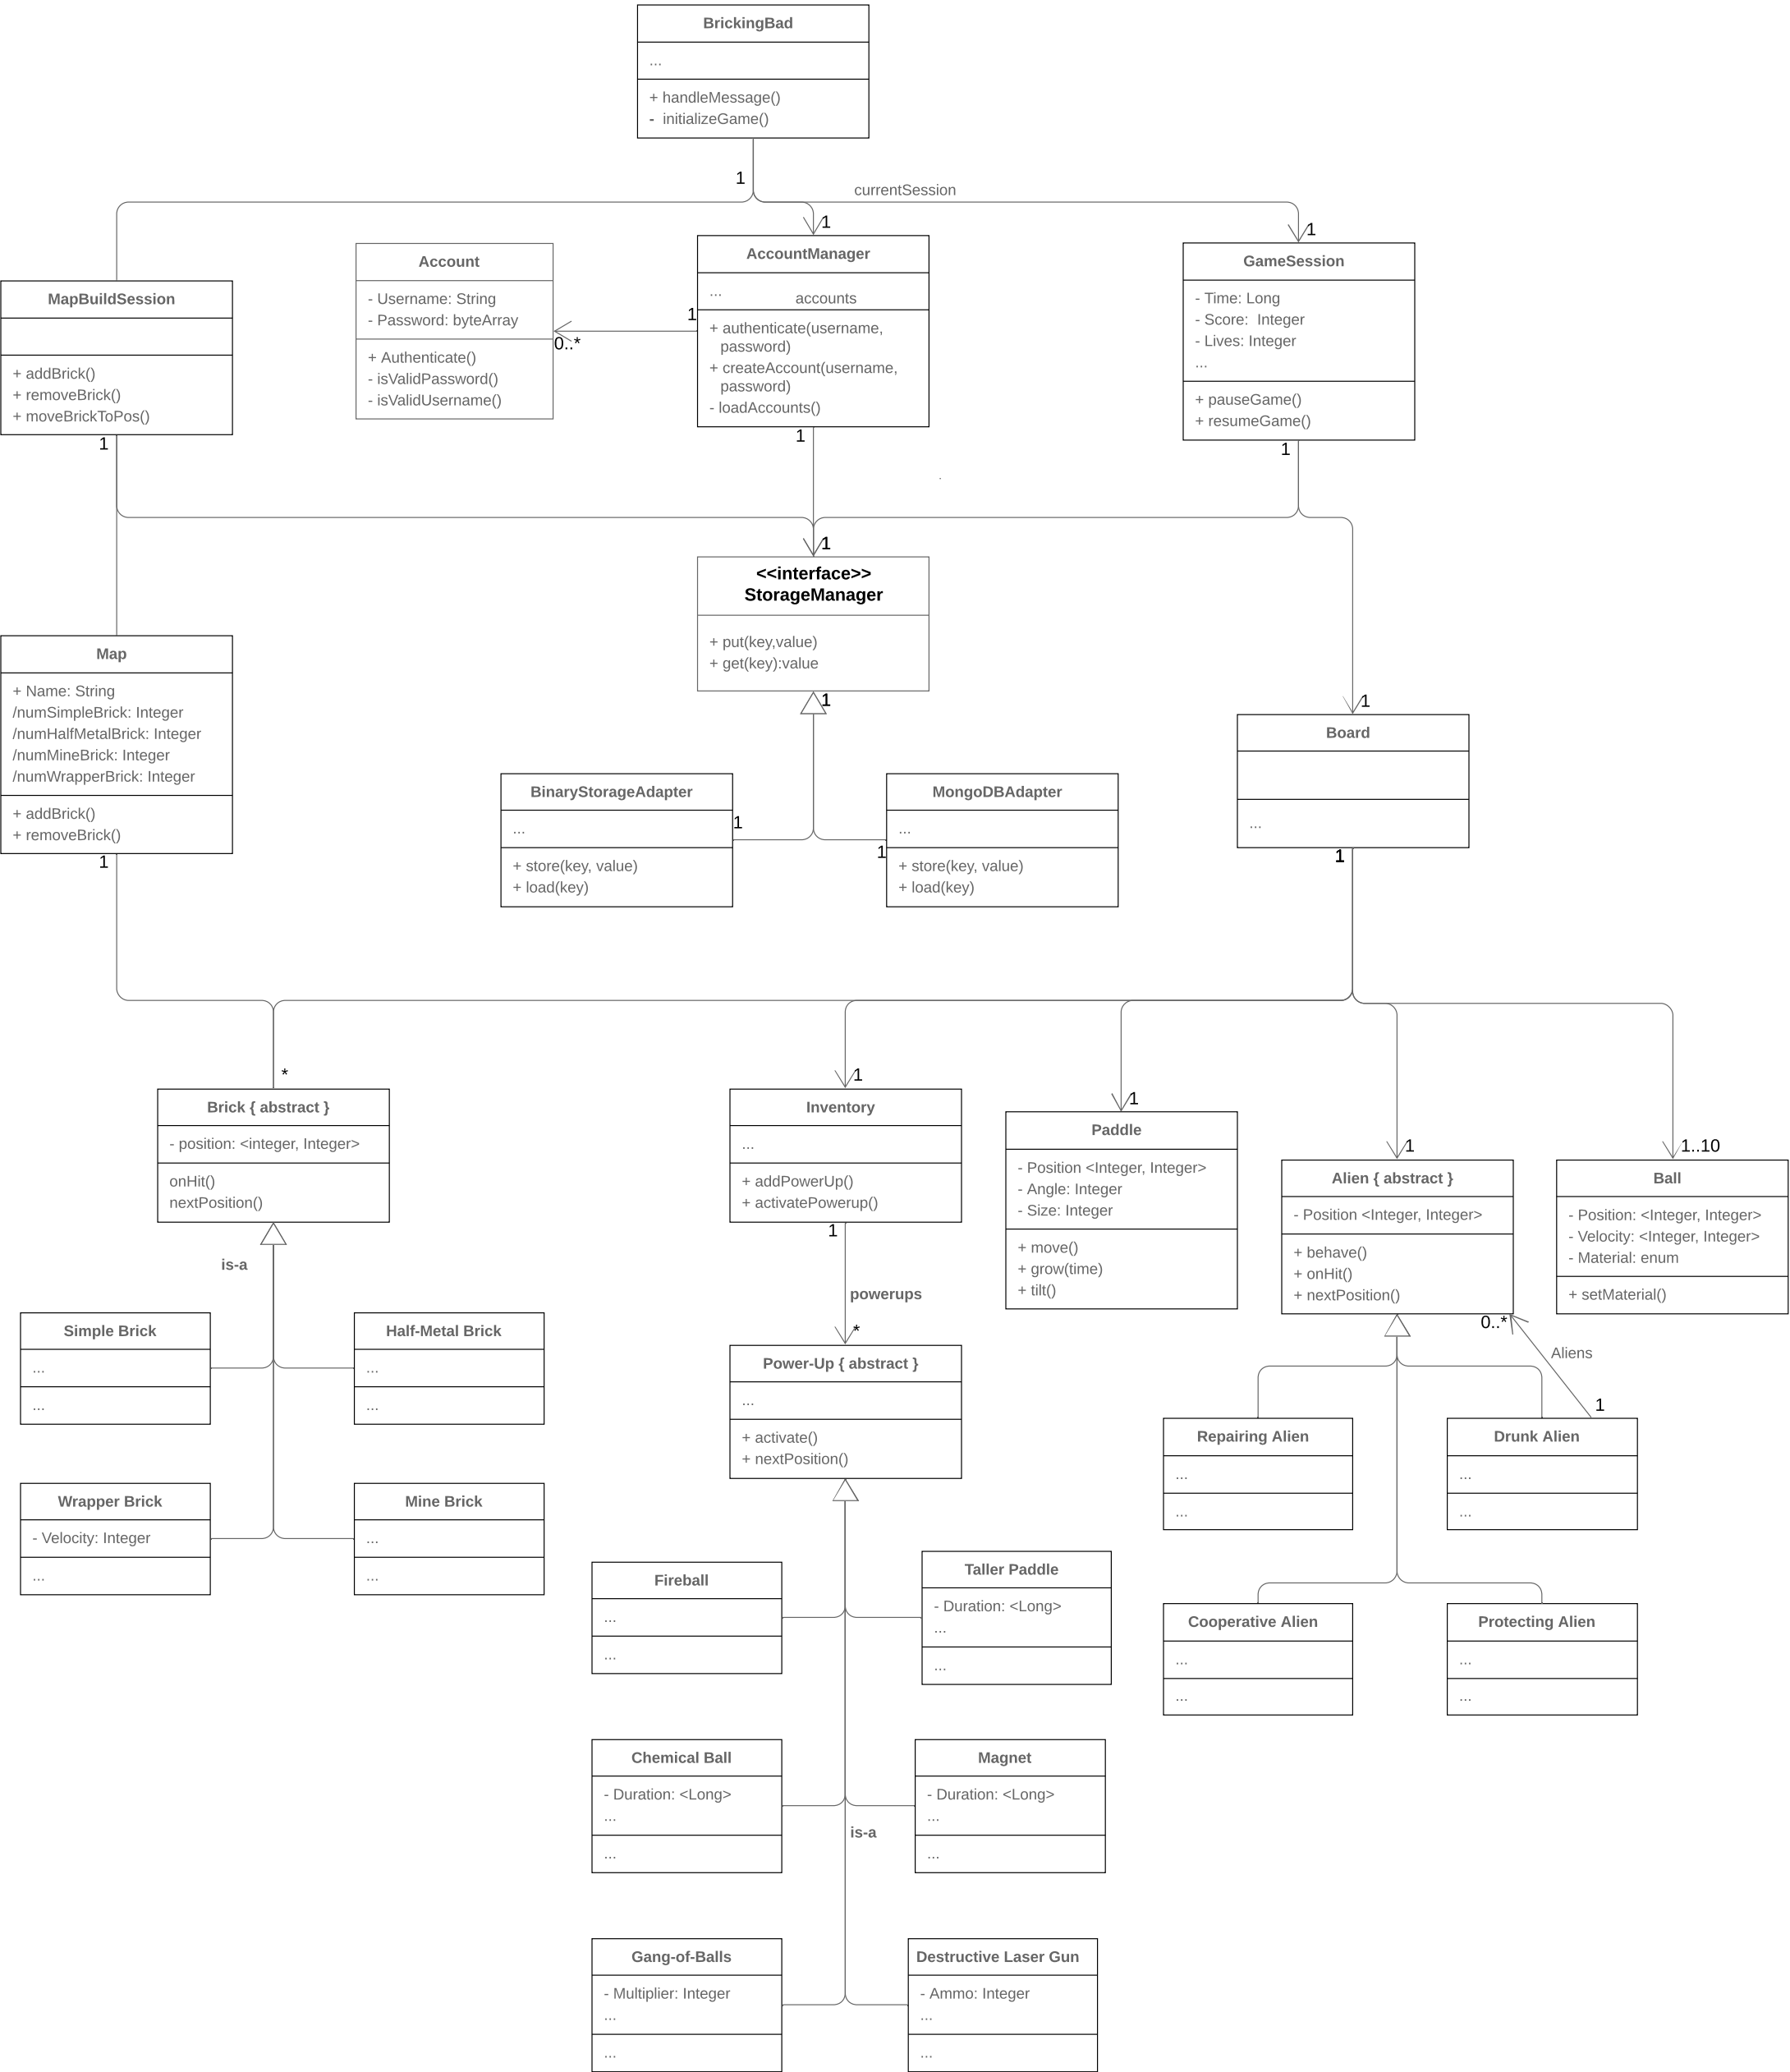 BrickingBad
...
+ handleMessage()
-  initializeGame()
1
currentSession
1
1
MapBuildSession
+ addBrick()
+ removeBrick()
+ moveBrickToPos()
1
Account
- Username: String
- Password: byteArray
+ Authenticate()
- isValidPassword()
- isValidUsername()
0..*
1
AccountManager
...
accounts
+ authenticate(username,
password)
+ createAccount(username,
password)
- loadAccounts()
1
GameSession
- Time: Long
- Score:  Integer
- Lives: Integer
...
+ pauseGame()
+ resumeGame()
1
1
<<interface>>
StorageManager
+ put(key,value)
+ get(key):value
1
Map
+ Name: String
/numSimpleBrick: Integer
/numHalfMetalBrick: Integer
/numMineBrick: Integer
/numWrapperBrick: Integer
+ addBrick()
+ removeBrick()
1
BinaryStorageAdapter
...
+ store(key, value)
+ load(key)
1
MongoDBAdapter
...
+ store(key, value)
+ load(key)
1
1
Board
...
1
*
Brick { abstract }
- position: <integer, Integer>
onHit()
nextPosition()
is-a
1
Inventory
...
+ addPowerUp()
+ activatePowerup()
1
powerups
*
1
Paddle
- Position <Integer, Integer>
- Angle: Integer
- Size: Integer
+ move()
+ grow(time)
+ tilt()
1
Alien { abstract }
- Position <Integer, Integer>
+ behave()
+ onHit()
+ nextPosition()
0..*
Aliens
1
1..10
Ball
- Position: <Integer, Integer>
- Velocity: <Integer, Integer>
- Material: enum
+ setMaterial()
Simple Brick
...
...
Half-Metal Brick
...
...
Wrapper Brick
- Velocity: Integer
...
Mine Brick
...
...
Power-Up { abstract }
...
+ activate()
+ nextPosition()
Repairing Alien
...
...
Drunk Alien
...
...
Cooperative Alien
...
...
Protecting Alien
...
...
Fireball
...
...
Taller Paddle
- Duration: <Long>
...
...
Chemical Ball
- Duration: <Long>
...
...
Magnet
- Duration: <Long>
...
...
is-a
Gang-of-Balls
- Multiplier: Integer
...
...
Destructive Laser Gun
- Ammo: Integer
...
...